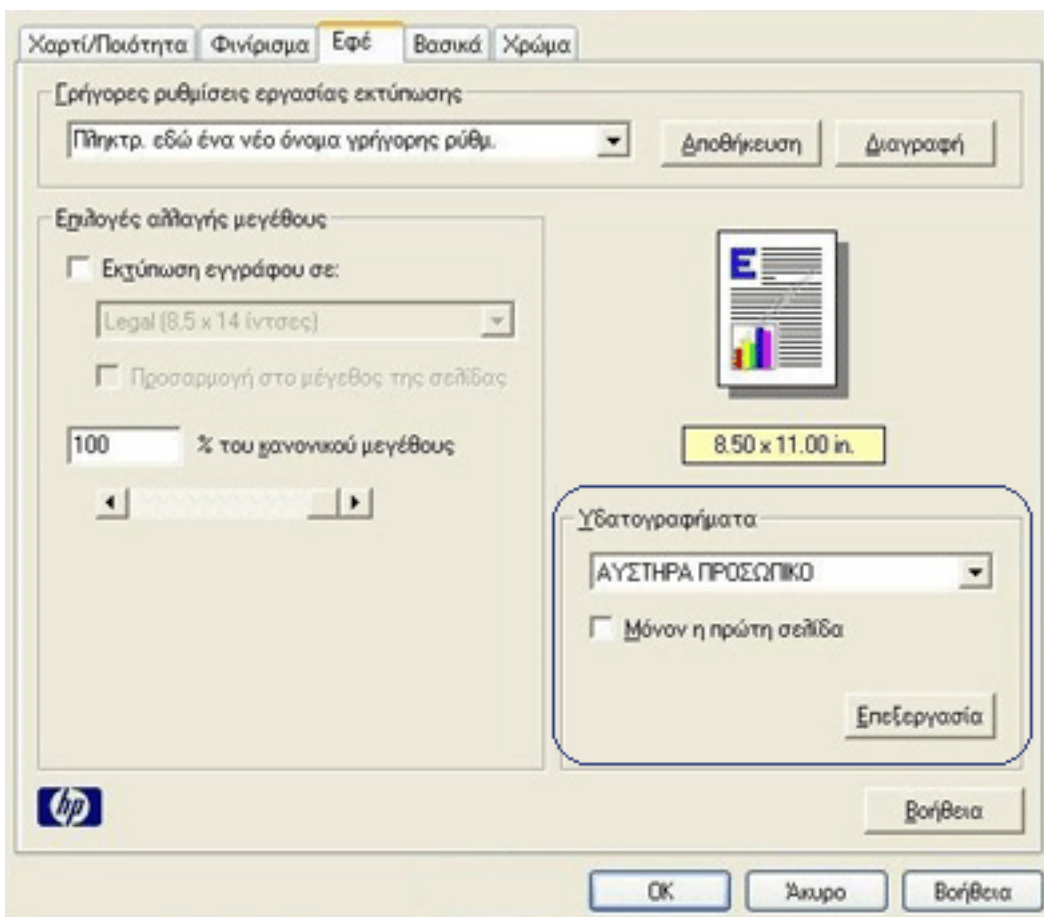 Χαρτί/Ποιότητα Φινίρισμα Εφέ Βασικά Χρώμα
Γρήγορες ρυθμίσεις εργασίας εκτύπωσης
Πληκτρ. εδώ ένα νέο όνομα γρήγορης ρύθμ. Αποθήκευση Διαγραφή
Επιλογές αλλαγής μεγέθους
Εκτύπωση εγγράφου σε:
Legal (8,5 x 14 ίντσες)
Προσαρμογή στο μέγεθος της σελίδας
100 % του κανονικού μεγέθους
E
8.50 x 11.00 in.
Υδατογραφήματα
ΑΥΣΤΗΡΑ ΠΡΟΣΩΠΙΚΟ
Μόνον η πρώτη σελίδα
Επεξεργασία
hp
Βοήθεια
OK Άκυρο Βοήθεια